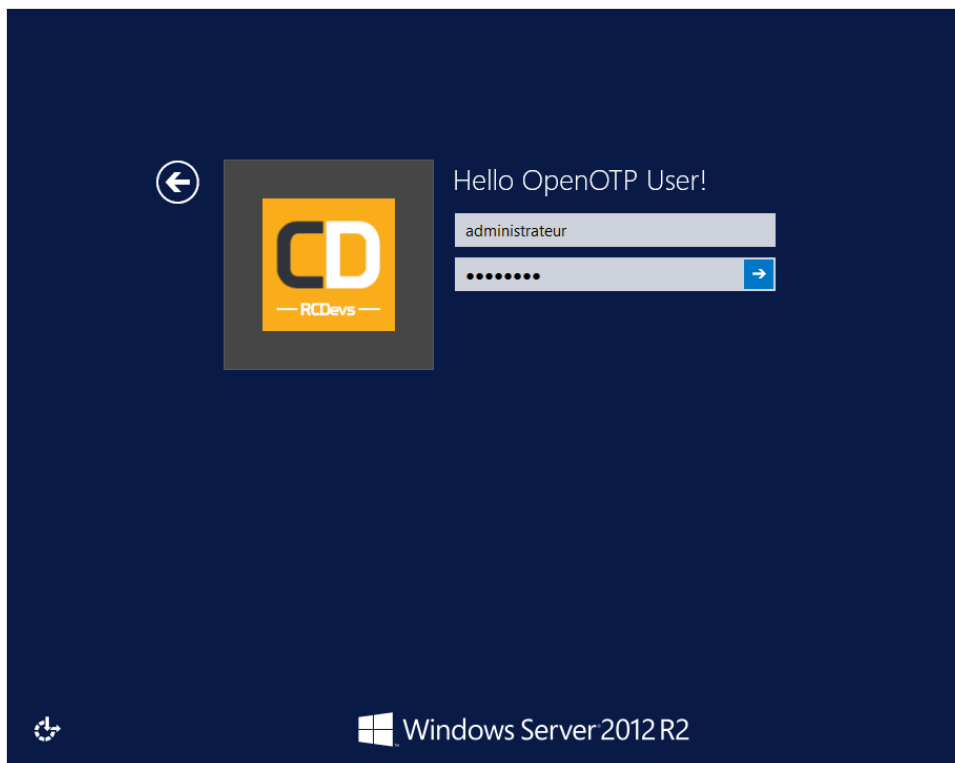 Hello OpenOTP User!
administrateur
••••••••
CD
RCDevs
Windows Server 2012 R2